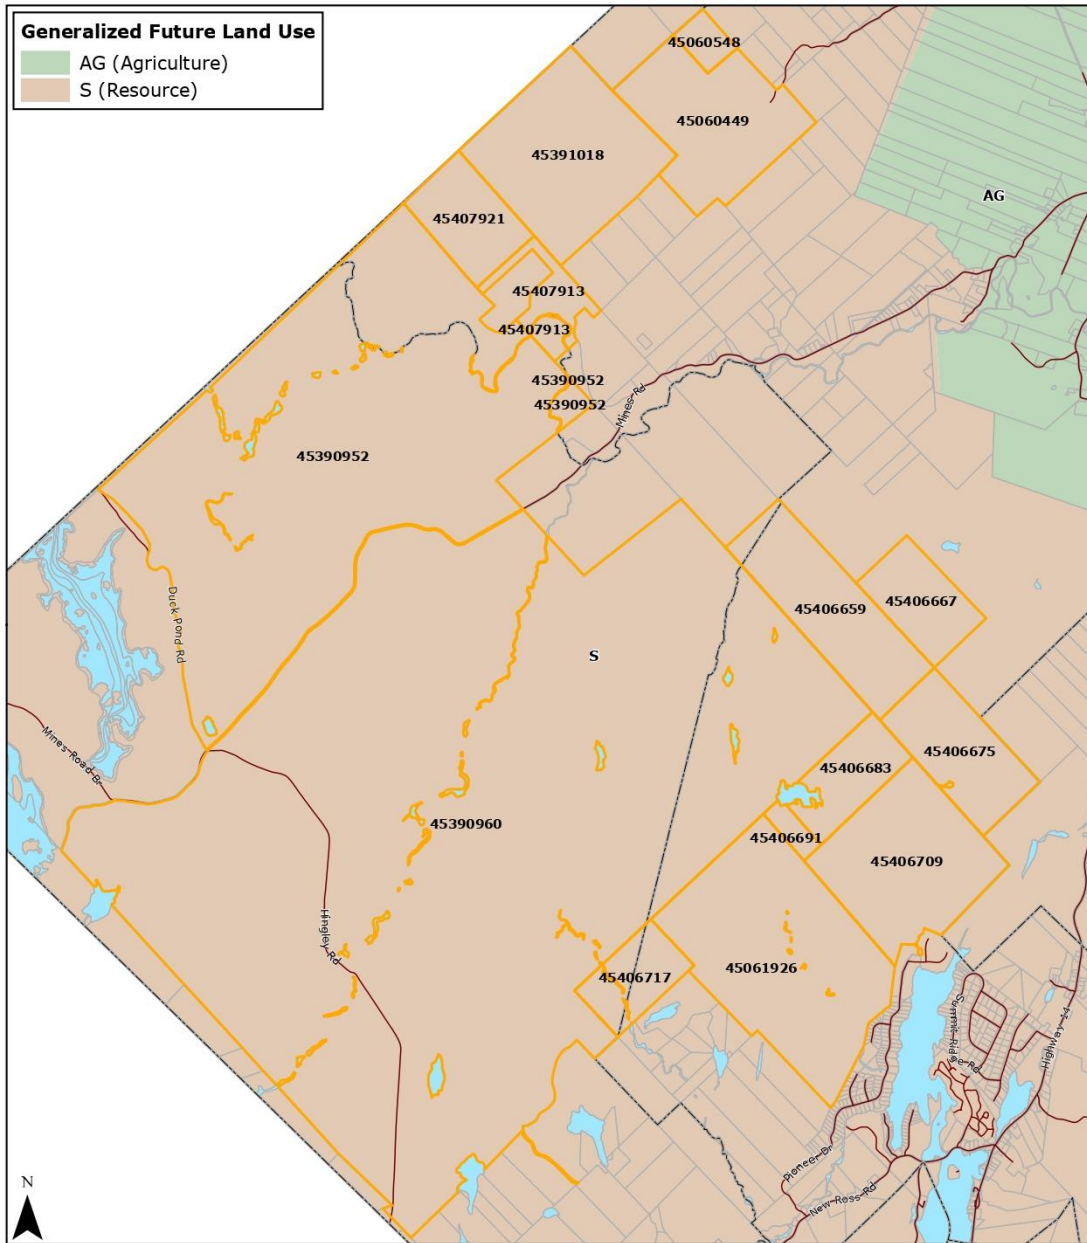 Generalized Future Land Use
AG (Agriculture)
S (Resource)
45060548
45060449
45391018
AG
45407921
45407913
45407913
45390952
45390952
Mines Rd
45390952
45406667
45406659
Duck Pond Rd
S
Mines Road Br
45406675
45406683
45390960
45406691
45406709
Hingley Rd
45406717
45061926
Summit Ridge Rd
Highway 14
Pioneer Dr
New Ross Rd
N